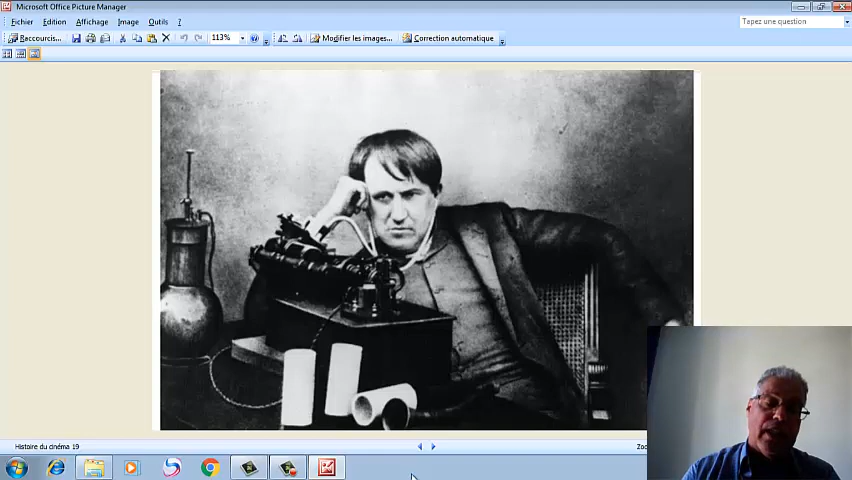 Microsoft Office Picture Manager
Fichier Edition Affichage Image Outils ?
Tapez une question
Raccourcis... 113% Modifier les images... Correction automatique
Histoire du cinéma 19